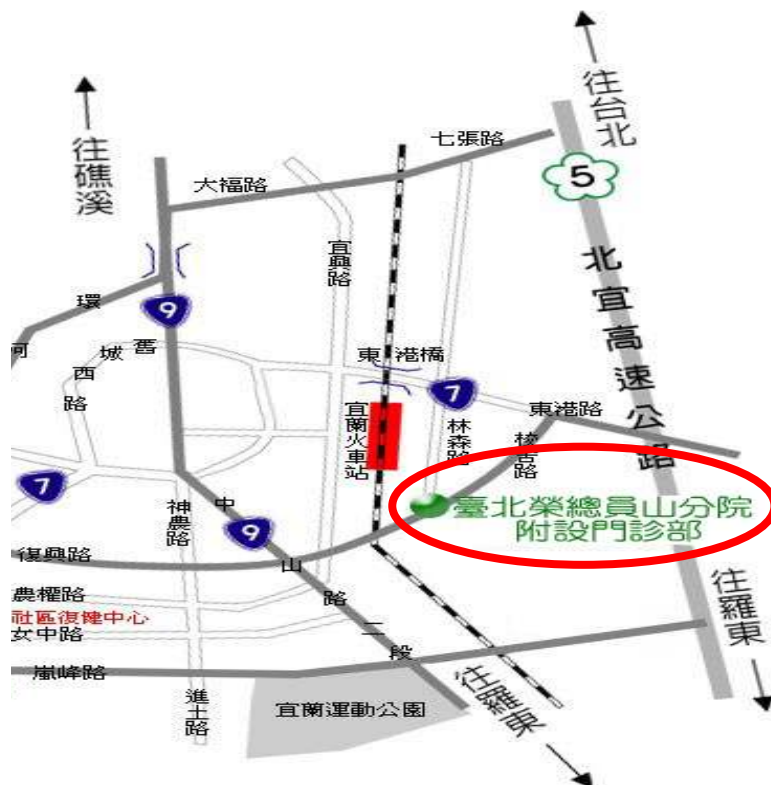 往台北
往礁溪
七張路
大福路
5
北宜高速公路
宜興路
環
河
9
舊
城
西
路
東港橋
7
東港路
宜蘭火車站
林森路
校舍路
7
神農路
中
山
路
二
段
9
臺北榮總員山分院
附設門診部
復興路
農權路
社區復健中心
女中路
嵐峰路
進士路
宜蘭運動公園
往羅東
往羅東